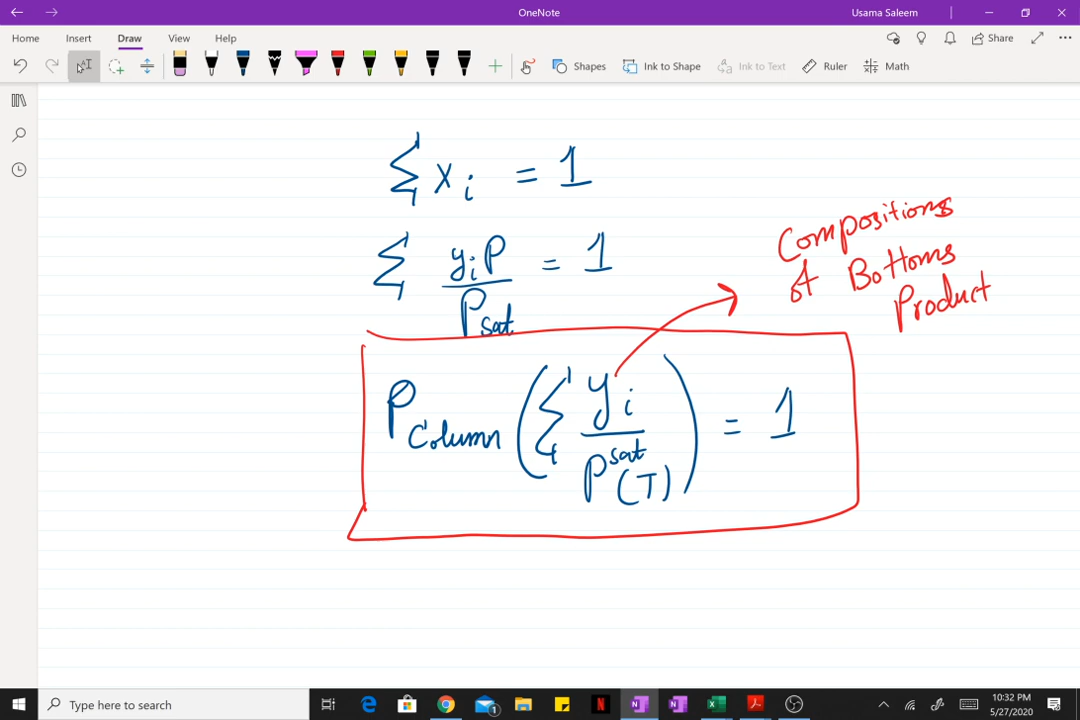 OneNote
Usama Saleem
Home Insert Draw View Help
Share
Shapes Ink to Shape Ink to Text Ruler Math
Σ xi = 1
Σ yiP / Psat = 1
Compositions
of Bottoms
Product
PColumn (Σ yi / Psat(T)) = 1
Type here to search
1
10:32 PM
5/27/2020